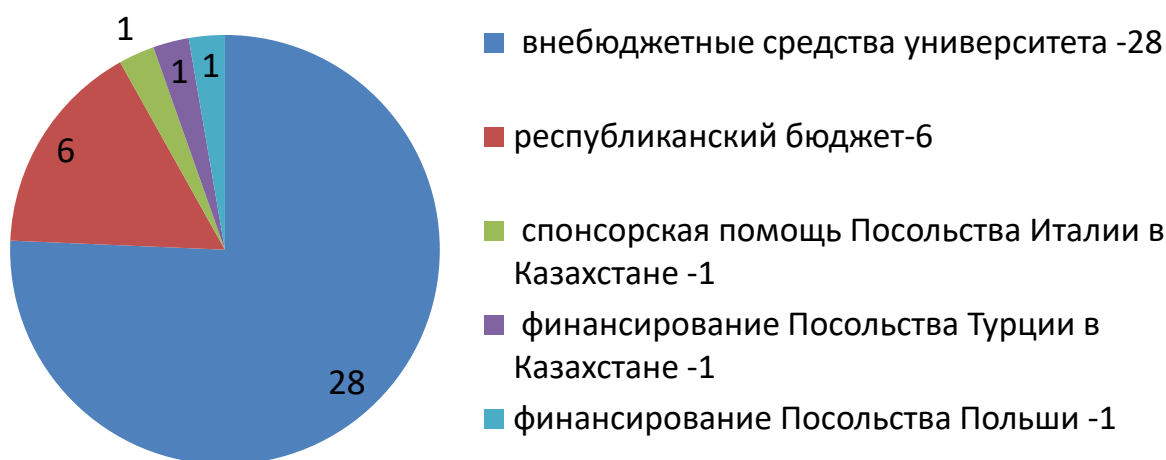 1
1
1
6
28
внебюджетные средства университета -28
республиканский бюджет-6
спонсорская помощь Посольства Италии в
Казахстане -1
финансирование Посольства Турции в
Казахстане -1
финансирование Посольства Польши -1